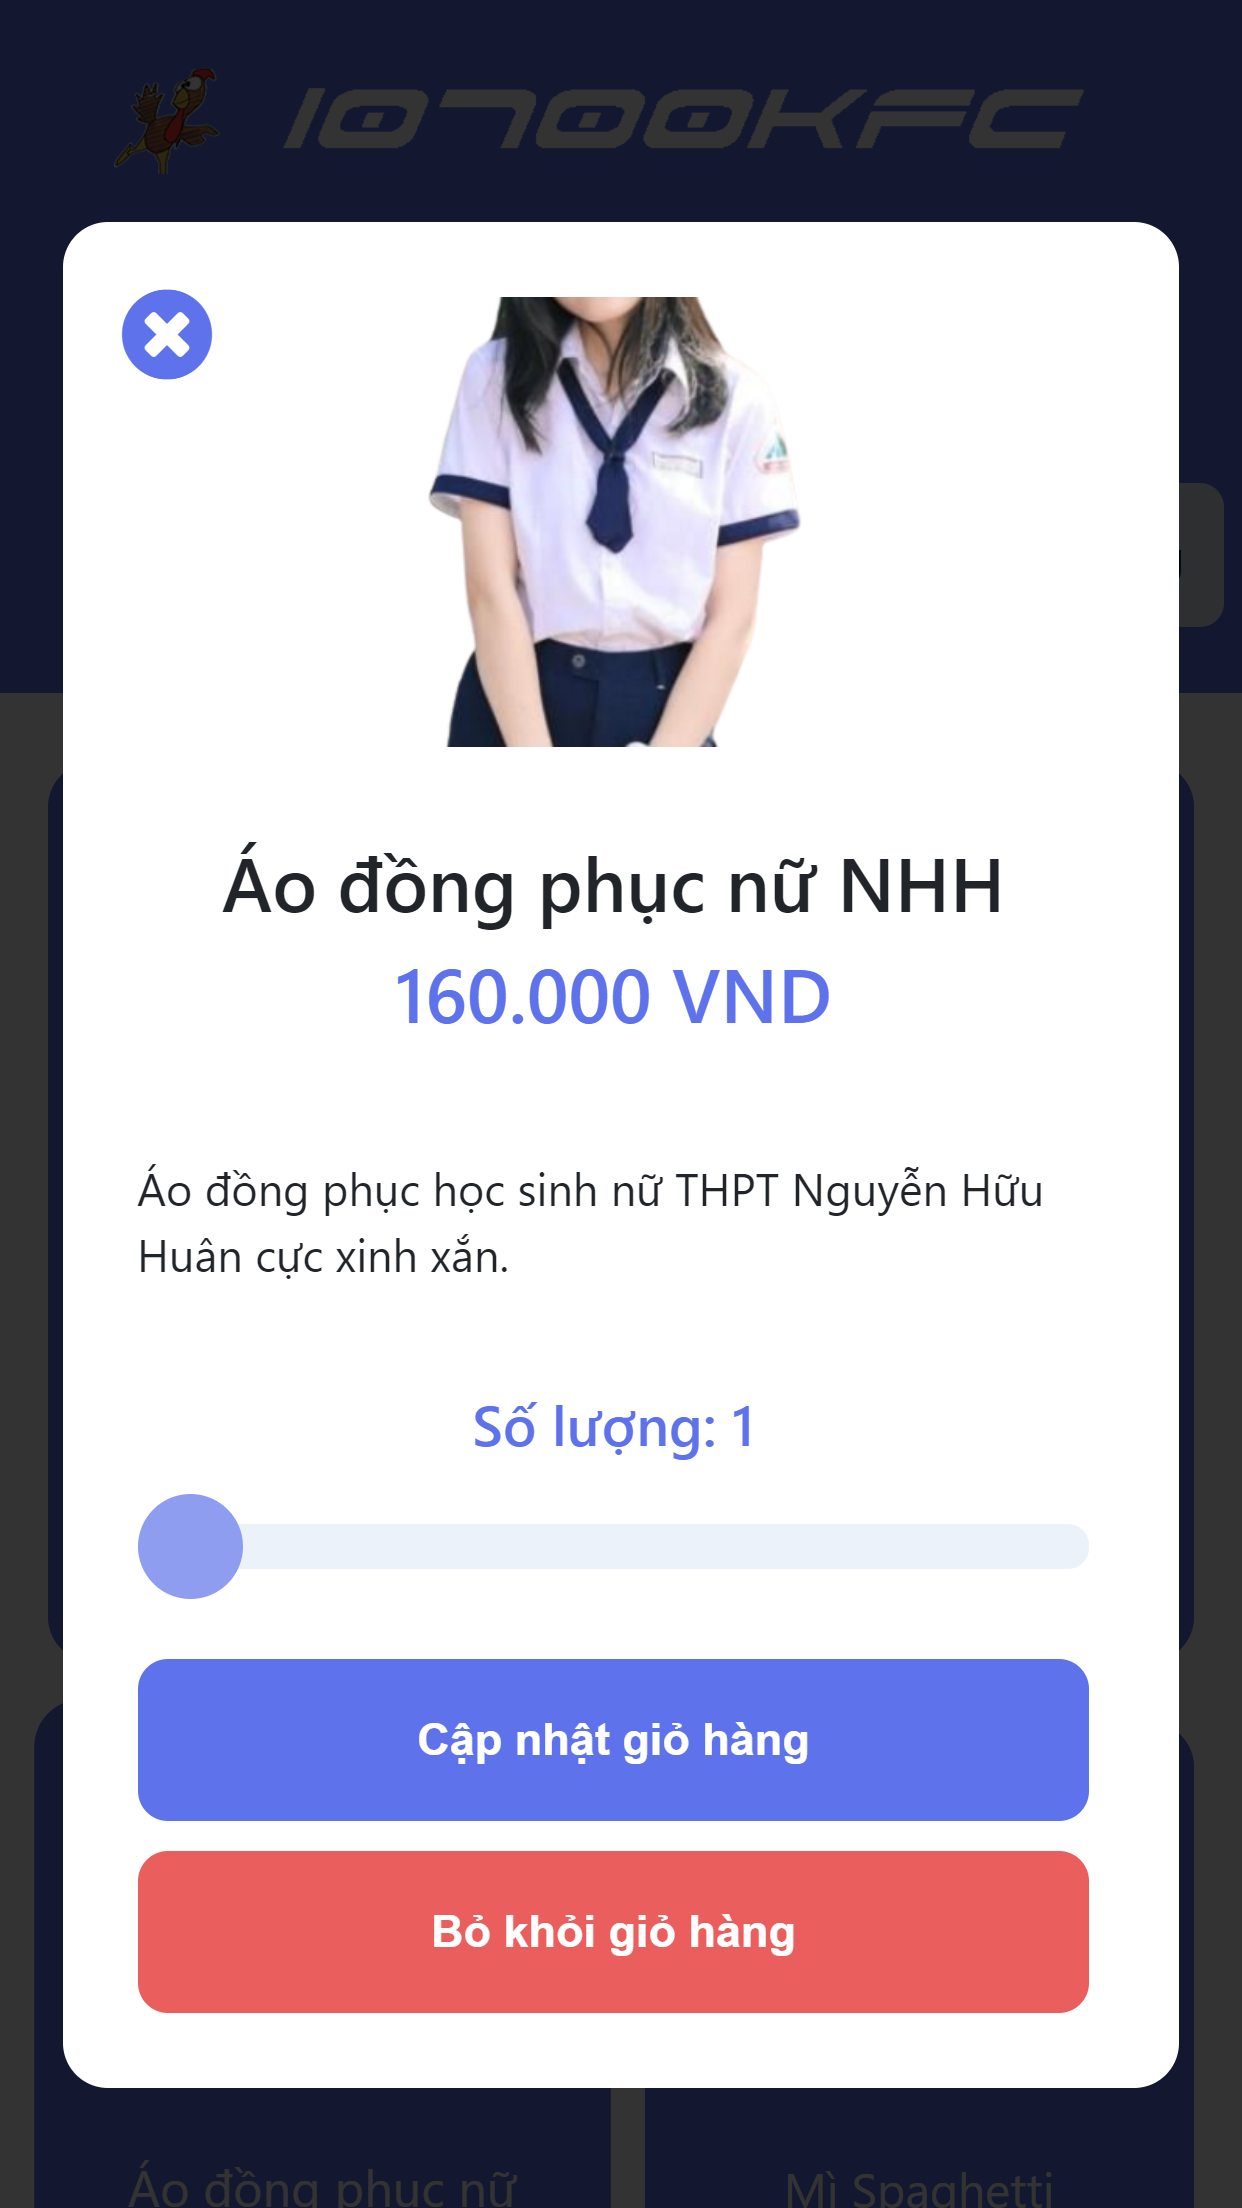 10700KFC
Áo đồng phục nữ NHH
160.000 VND
Áo đồng phục học sinh nữ THPT Nguyễn Hữu
Huân cực xinh xắn.
Số lượng: 1
Cập nhật giỏ hàng
Bỏ khỏi giỏ hàng
Áo đồng phục nữ
Mì Spaghetti